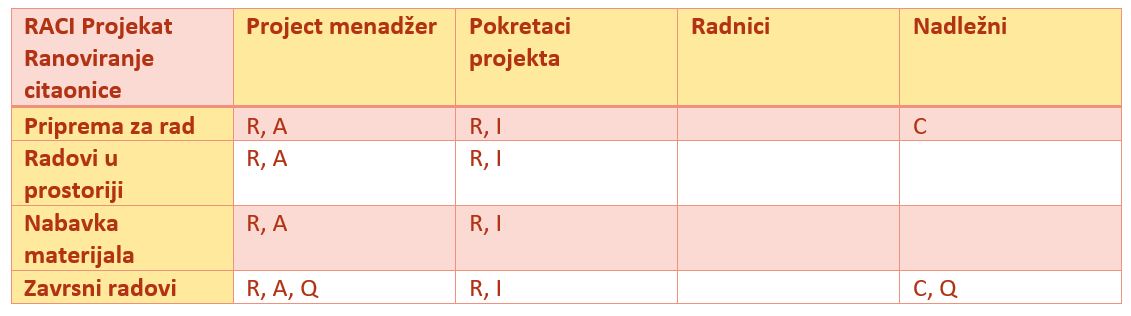 RACI Projekat Project menadžer Pokretaci Radnici Nadležni
Ranoviranje projekta
citaonice
Priprema za rad R, A R, I C
Radovi u R, A R, I
prostoriji
Nabavka R, A R, I
materijala
Zavrsni radovi R, A, Q R, I C, Q